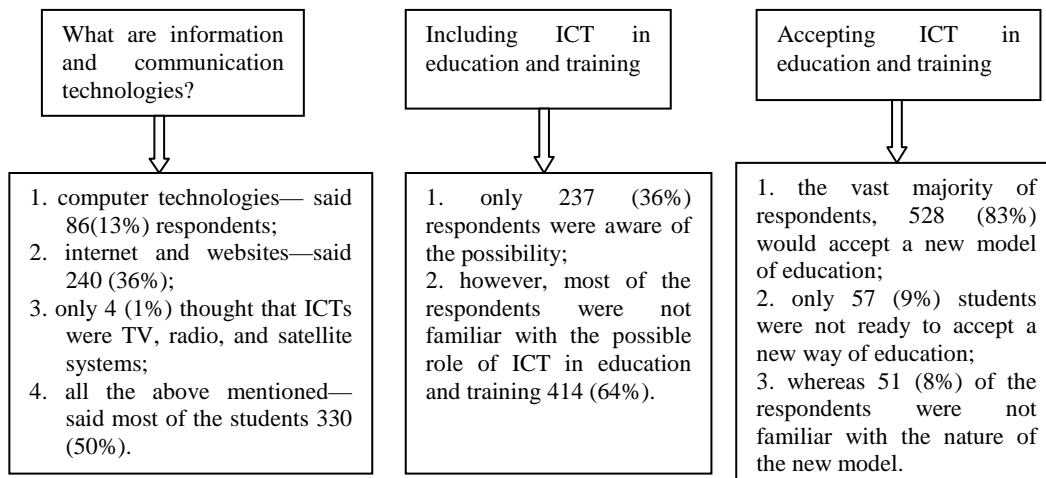 What are information
and communication
technologies?
1. computer technologies— said
86(13%) respondents;
2. internet and websites—said
240 (36%);
3. only 4 (1%) thought that ICTs
were TV, radio, and satellite
systems;
4. all the above mentioned—
said most of the students 330
(50%).
Including ICT in
education and training
1. only 237 (36%)
respondents were aware of
the possibility;
2. however, most of the
respondents were not
familiar with the possible
role of ICT in education
and training 414 (64%).
Accepting ICT in
education and training
1. the vast majority of
respondents, 528 (83%)
would accept a new model
of education;
2. only 57 (9%) students
were not ready to accept a
new way of education;
3. whereas 51 (8%) of the
respondents were not
familiar with the nature of
the new model.